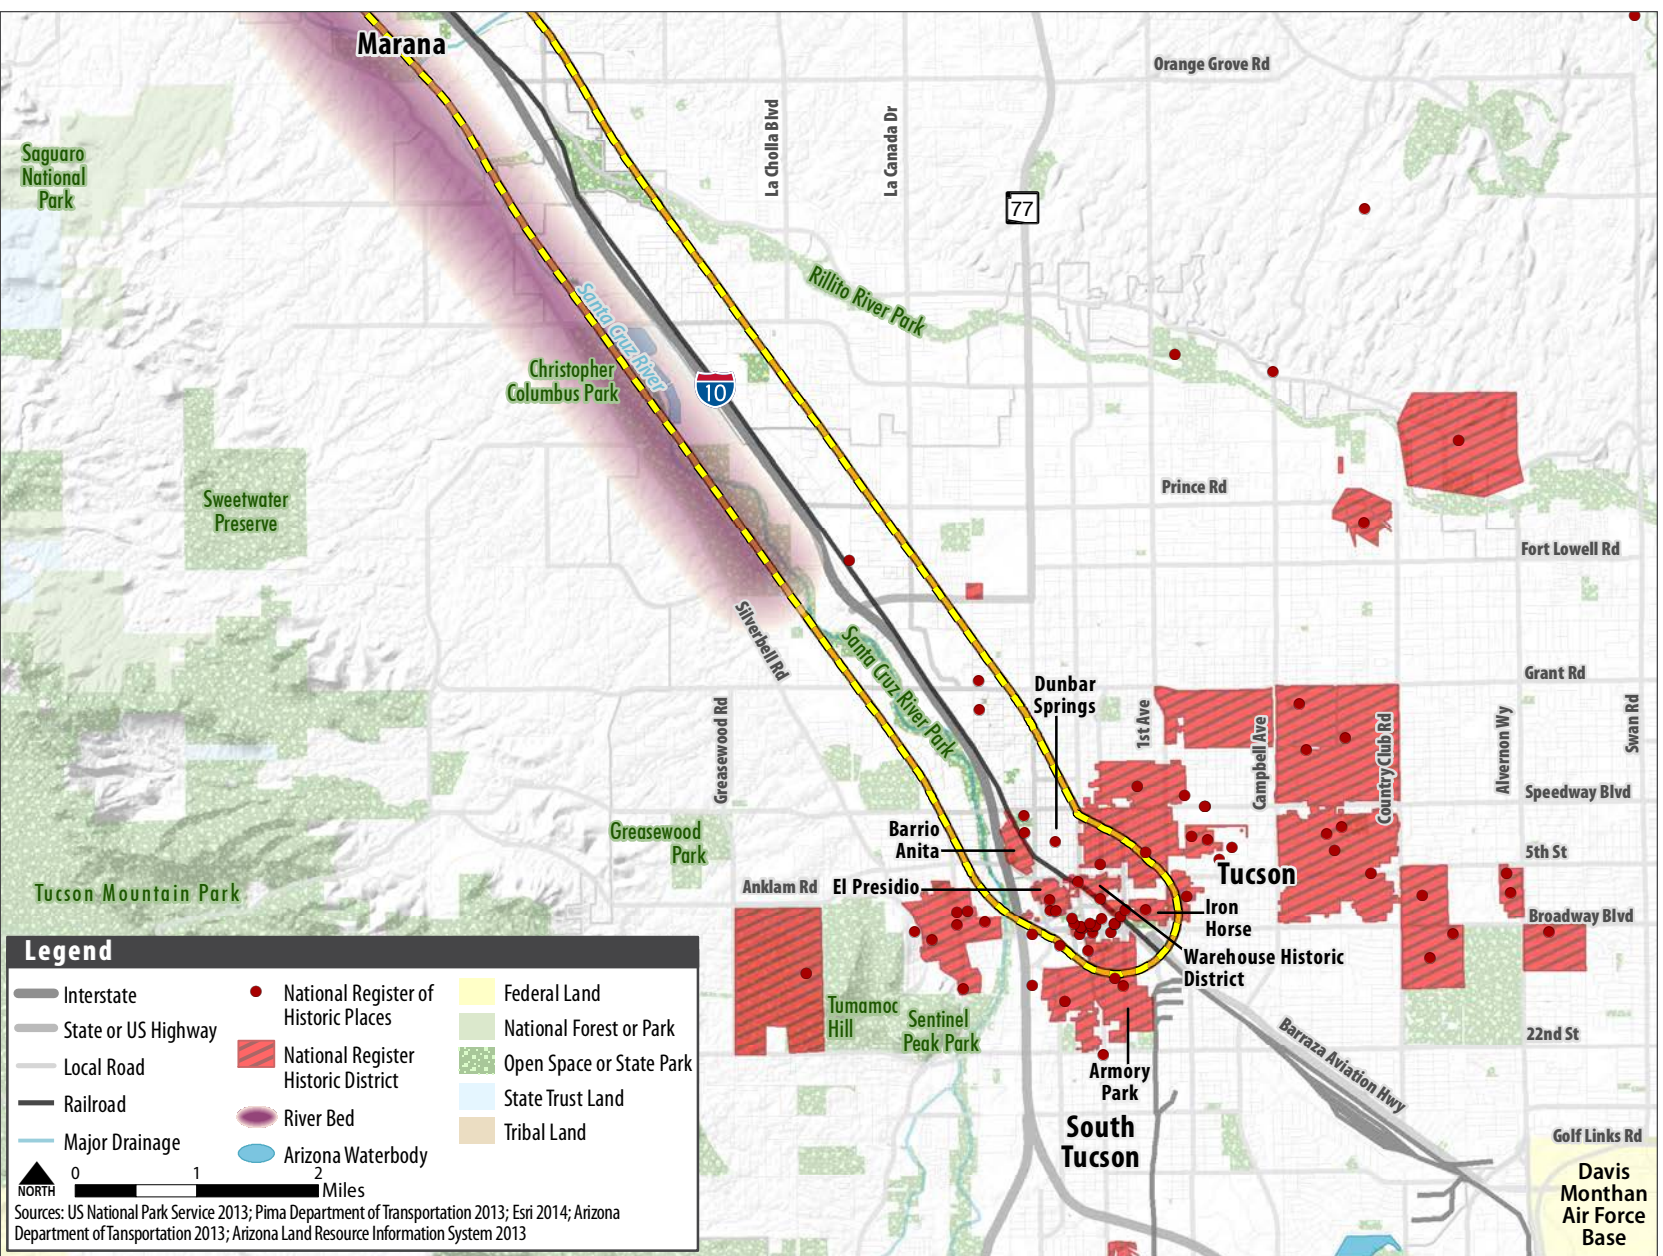 Marana
Orange Grove Rd
La Cholla Blvd
La Canada Dr
Saguaro
National
Park
77
Rillito River Park
Santa Cruz River
Christopher
Columbus Park
10
Sweetwater
Preserve
Prince Rd
Fort Lowell Rd
Silverbell Rd
Santa Cruz River Park
Grant Rd
Dunbar
Springs
Greasewood Rd
1st Ave
Campbell Ave
Country Club Rd
Alvernon Wy
Swan Rd
Speedway Blvd
Greasewood
Park
Barrio
Anita
5th St
Tucson
Tucson Mountain Park
Anklam Rd
El Presidio
Iron
Horse
Broadway Blvd
Warehouse Historic
District
Tumamoc
Hill
Sentinel
Peak Park
22nd St
Barraza Aviation Hwy
Armory
Park
South
Tucson
Golf Links Rd
Davis
Monthan
Air Force
Base
Legend
Interstate
State or US Highway
Local Road
Railroad
Major Drainage
National Register of
Historic Places
National Register
Historic District
River Bed
Arizona Waterbody
Federal Land
National Forest or Park
Open Space or State Park
State Trust Land
Tribal Land
NORTH
0 1 2
Miles
Sources: US National Park Service 2013; Pima Department of Transportation 2013; Esri 2014; Arizona
Department of Tansportation 2013; Arizona Land Resource Information System 2013